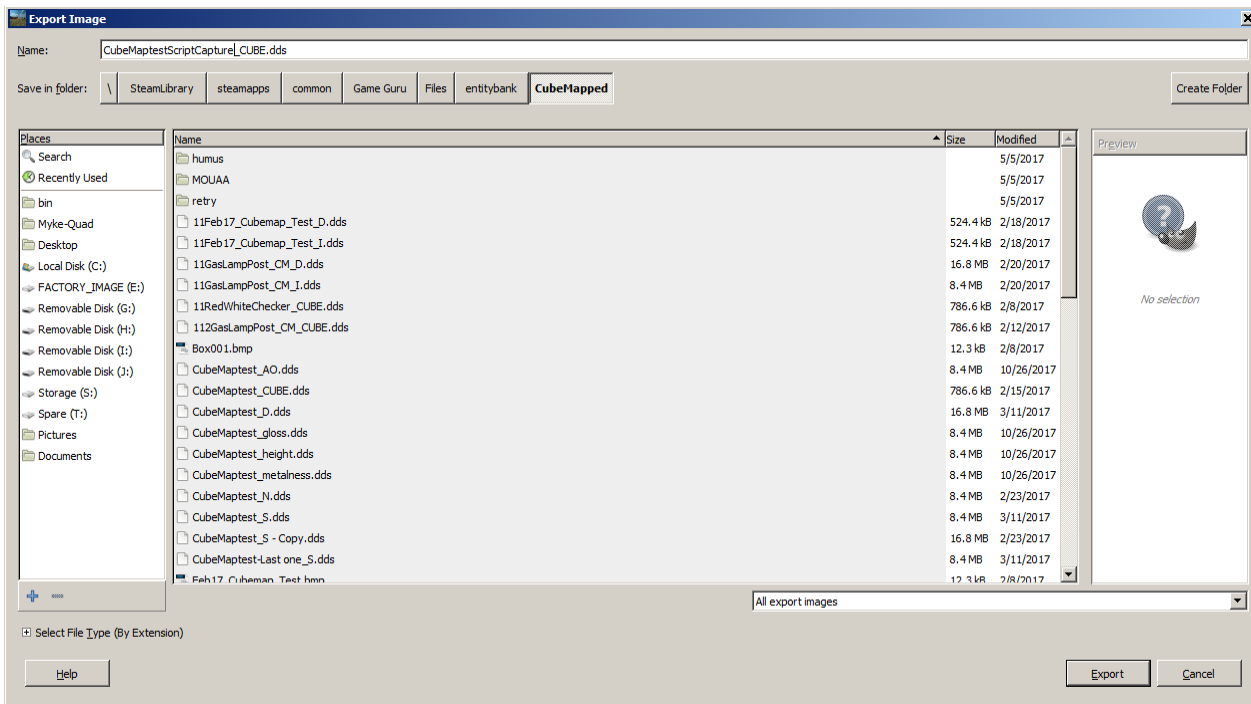 Export Image
Name: CubeMaptestScriptCapture_CUBE.dds
Save in folder: \ SteamLibrary steamapps common Game Guru Files entitybank CubeMapped Create Folder
Places Name Size Modified Preview
Search humus 5/5/2017
Recently Used MOUAA 5/5/2017
bin retry 5/5/2017
Myke-Quad 11Feb17_Cubemap_Test_D.dds 524.4 kB 2/18/2017
Desktop 11Feb17_Cubemap_Test_I.dds 524.4 kB 2/18/2017
Local Disk (C:) 11GasLampPost_CM_D.dds 16.8 MB 2/20/2017
FACTORY_IMAGE (E:) 11GasLampPost_CM_I.dds 8.4 MB 2/20/2017
Removable Disk (G:) 11RedWhiteChecker_CUBE.dds 786.6 kB 2/8/2017 No selection
Removable Disk (H:) 112GasLampPost_CM_CUBE.dds 786.6 kB 2/12/2017
Removable Disk (I:) Box001.bmp 12.3 kB 2/8/2017
Removable Disk (J:) CubeMaptest_AO.dds 8.4 MB 10/26/2017
Storage (S:) CubeMaptest_CUBE.dds 786.6 kB 2/15/2017
Spare (T:) CubeMaptest_D.dds 16.8 MB 3/11/2017
Pictures CubeMaptest_gloss.dds 8.4 MB 10/26/2017
Documents CubeMaptest_height.dds 8.4 MB 10/26/2017
CubeMaptest_metalness.dds 8.4 MB 10/26/2017
CubeMaptest_N.dds 8.4 MB 2/23/2017
CubeMaptest_S.dds 8.4 MB 3/11/2017
CubeMaptest_S - Copy.dds 16.8 MB 2/23/2017
CubeMaptest-Last one_S.dds 8.4 MB 3/11/2017
Feb17_Cubemap_Test.bmp 12.3 kB 2/8/2017
All export images
Select File Type (By Extension)
Help Export Cancel